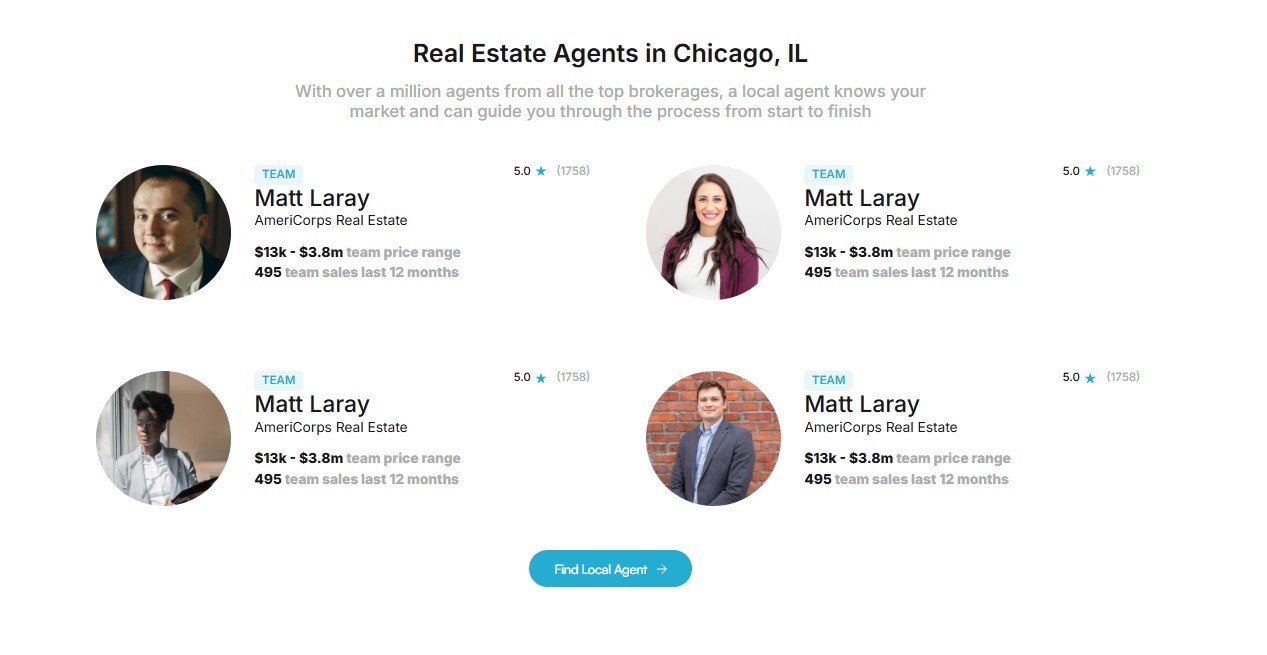 Real Estate Agents in Chicago, IL
With over a million agents from all the top brokerages, a local agent knows your
market and can guide you through the process from start to finish
TEAM
5.0 ★ (1758)
Matt Laray
AmeriCorps Real Estate
$13k - $3.8m team price range
495 team sales last 12 months
TEAM
5.0 ★ (1758)
Matt Laray
AmeriCorps Real Estate
$13k - $3.8m team price range
495 team sales last 12 months
TEAM
5.0 ★ (1758)
Matt Laray
AmeriCorps Real Estate
$13k - $3.8m team price range
495 team sales last 12 months
TEAM
5.0 ★ (1758)
Matt Laray
AmeriCorps Real Estate
$13k - $3.8m team price range
495 team sales last 12 months
Find Local Agent →